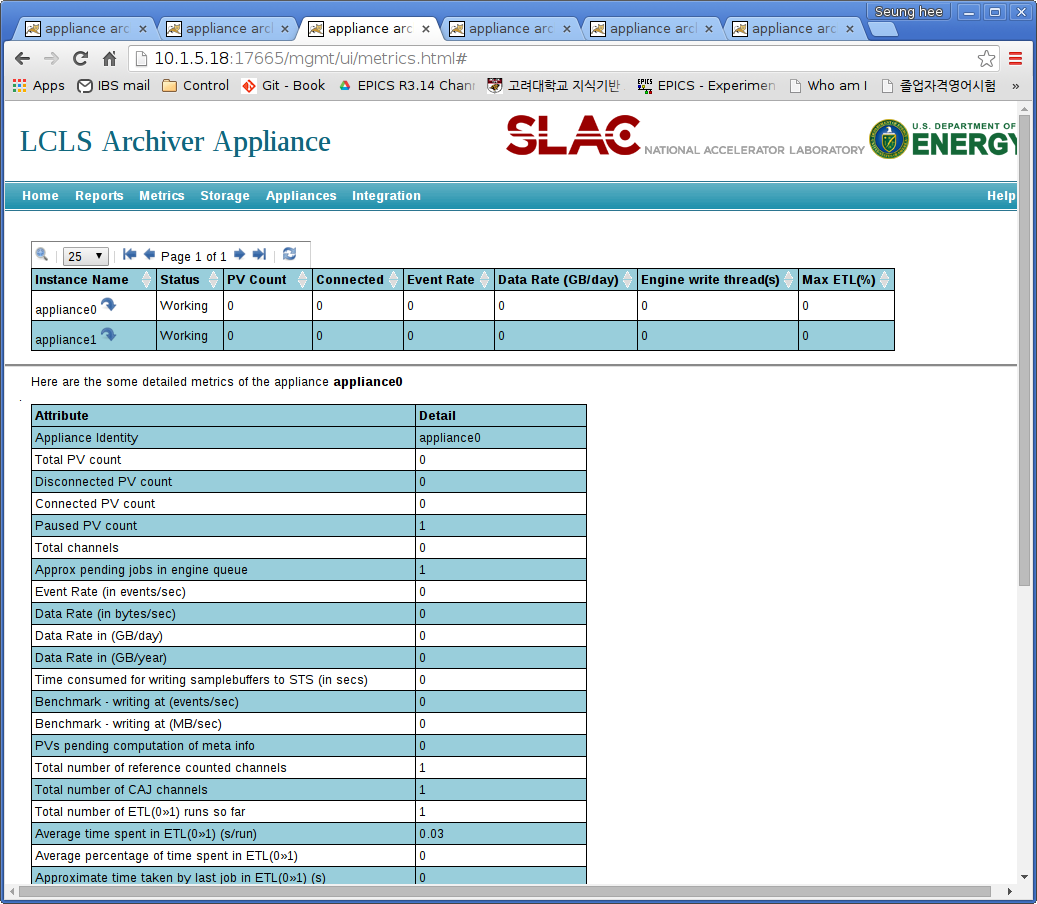 Seung hee
appliance arc
appliance arcl
appliance arc
appliance arc
appliance arcl
appliance arc
10.1.5.18:17665/mgmt/ui/metrics.html#
Apps IBS mail Control Git - Book EPICS R3.14 Chan 고려대학교 지식기반 EPICS EPICS - Experimen Who am I 졸업자격영어시험 »
LCLS Archiver Appliance
SLAC NATIONAL ACCELERATOR LABORATORY
U.S. DEPARTMENT OF
ENERGY
Home Reports Metrics Storage Appliances Integration Help
25 Page 1 of 1
Instance Name Status PV Count Connected Event Rate Data Rate (GB/day) Engine write thread(s) Max ETL(%)
appliance0 Working 0 0 0 0 0 0
appliance1 Working 0 0 0 0 0 0
Here are the some detailed metrics of the appliance appliance0
.
Attribute Detail
Appliance Identity appliance0
Total PV count 0
Disconnected PV count 0
Connected PV count 0
Paused PV count 1
Total channels 0
Approx pending jobs in engine queue 1
Event Rate (in events/sec) 0
Data Rate (in bytes/sec) 0
Data Rate in (GB/day) 0
Data Rate in (GB/year) 0
Time consumed for writing samplebuffers to STS (in secs) 0
Benchmark - writing at (events/sec) 0
Benchmark - writing at (MB/sec) 0
PVs pending computation of meta info 0
Total number of reference counted channels 1
Total number of CAJ channels 1
Total number of ETL(0»1) runs so far 1
Average time spent in ETL(0»1) (s/run) 0.03
Average percentage of time spent in ETL(0»1) 0
Approximate time taken by last job in ETL(0»1) (s) 0